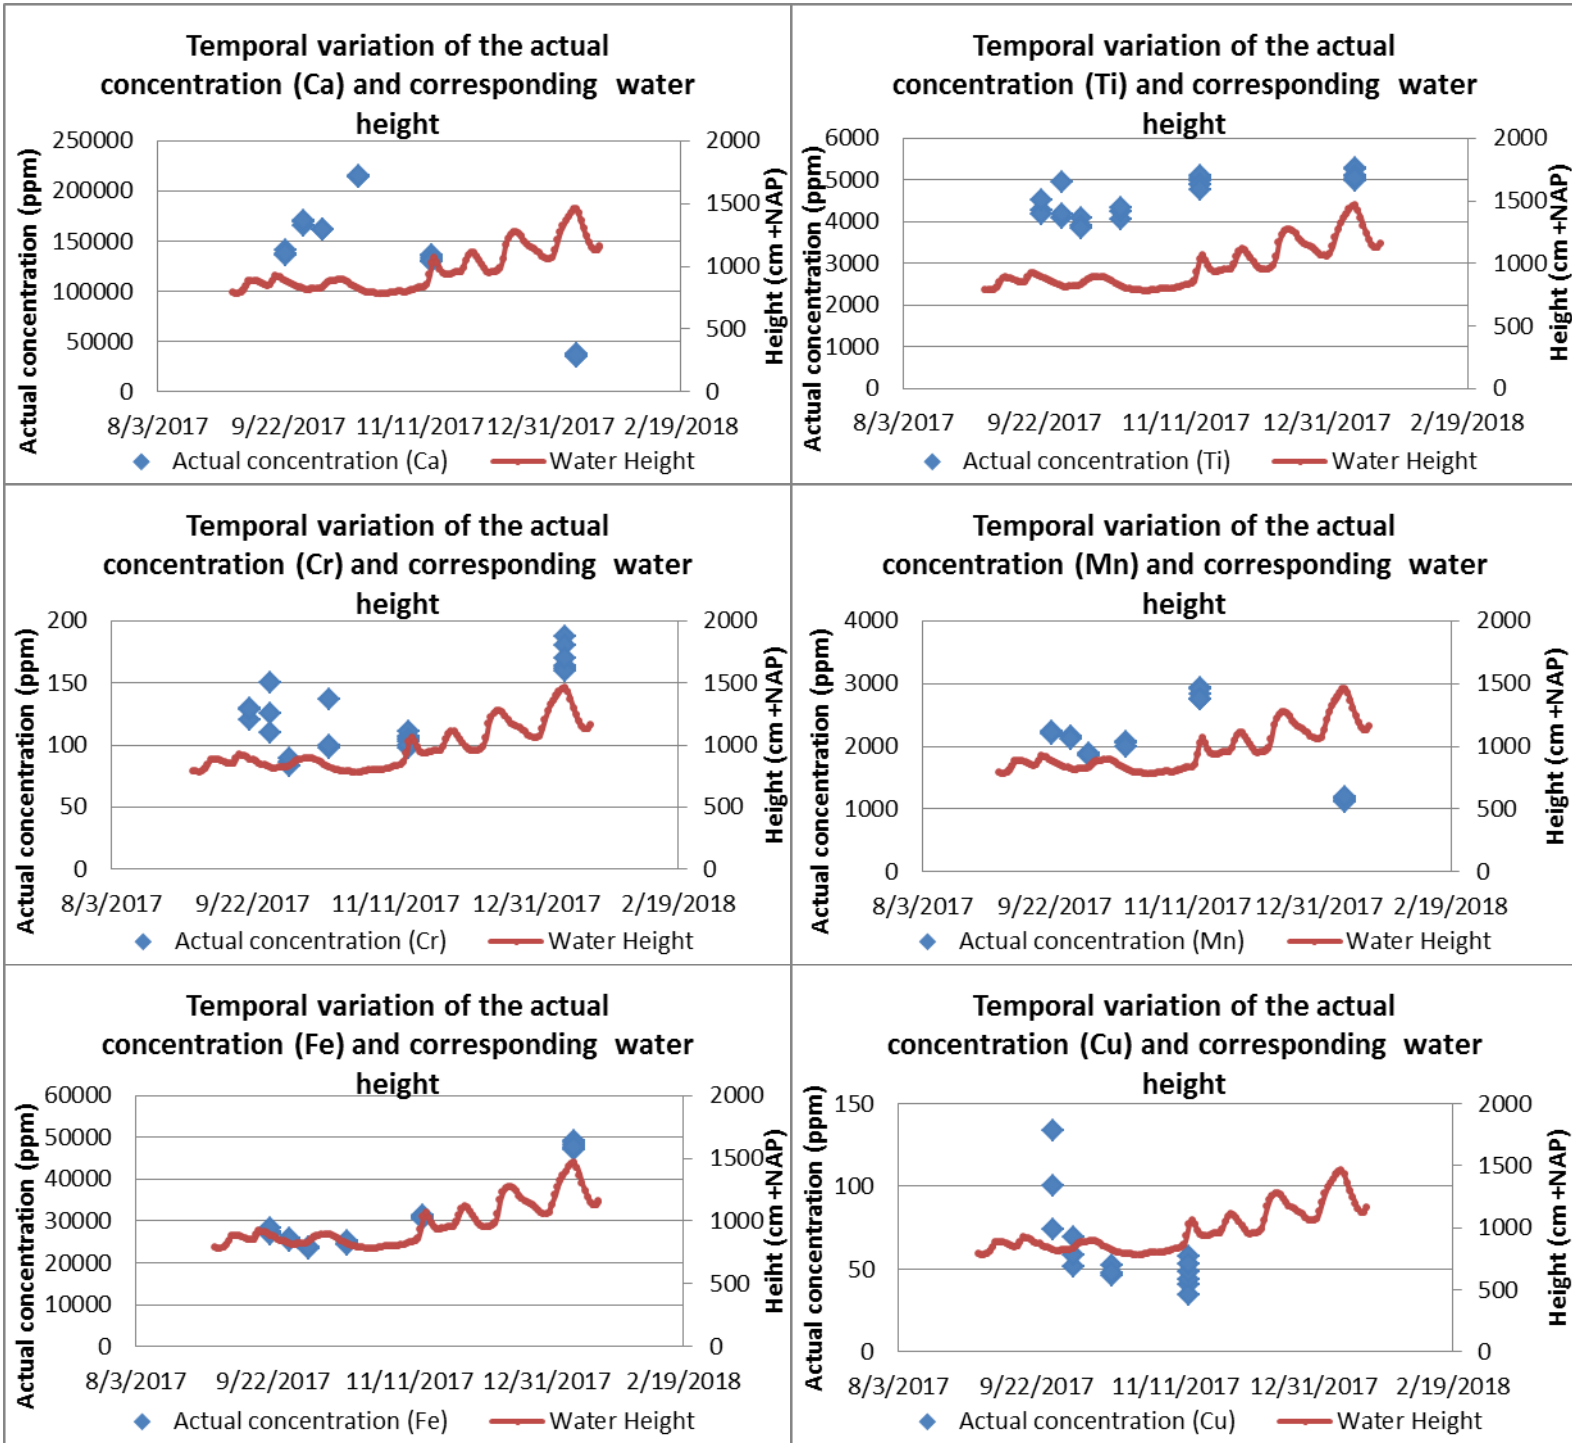 Temporal variation of the actual
concentration (Ca) and corresponding water
height
Actual concentration (ppm)
250000
200000
150000
100000
50000
0
2000
1500
1000
500
0
Height (cm +NAP)
8/3/2017 9/22/2017 11/11/2017 12/31/2017 2/19/2018
Actual concentration (Ca) Water Height
Temporal variation of the actual
concentration (Ti) and corresponding water
height
Actual concentration (ppm)
6000
5000
4000
3000
2000
1000
0
2000
1500
1000
500
0
Height (cm +NAP)
8/3/2017 9/22/2017 11/11/2017 12/31/2017 2/19/2018
Actual concentration (Ti) Water Height
Temporal variation of the actual
concentration (Cr) and corresponding water
height
Actual concentration (ppm)
200
150
100
50
0
2000
1500
1000
500
0
Height (cm +NAP)
8/3/2017 9/22/2017 11/11/2017 12/31/2017 2/19/2018
Actual concentration (Cr) Water Height
Temporal variation of the actual
concentration (Mn) and corresponding water
height
Actual concentration (ppm)
4000
3000
2000
1000
0
2000
1500
1000
500
0
Height (cm +NAP)
8/3/2017 9/22/2017 11/11/2017 12/31/2017 2/19/2018
Actual concentration (Mn) Water Height
Temporal variation of the actual
concentration (Fe) and corresponding water
height
Actual concentration (ppm)
60000
50000
40000
30000
20000
10000
0
2000
1500
1000
500
0
Heiht (cm +NAP)
8/3/2017 9/22/2017 11/11/2017 12/31/2017 2/19/2018
Actual concentration (Fe) Water Height
Temporal variation of the actual
concentration (Cu) and corresponding water
height
Actual concentration (ppm)
150
100
50
0
2000
1500
1000
500
0
Height (cm +NAP)
8/3/2017 9/22/2017 11/11/2017 12/31/2017 2/19/2018
Actual concentration (Cu) Water Height